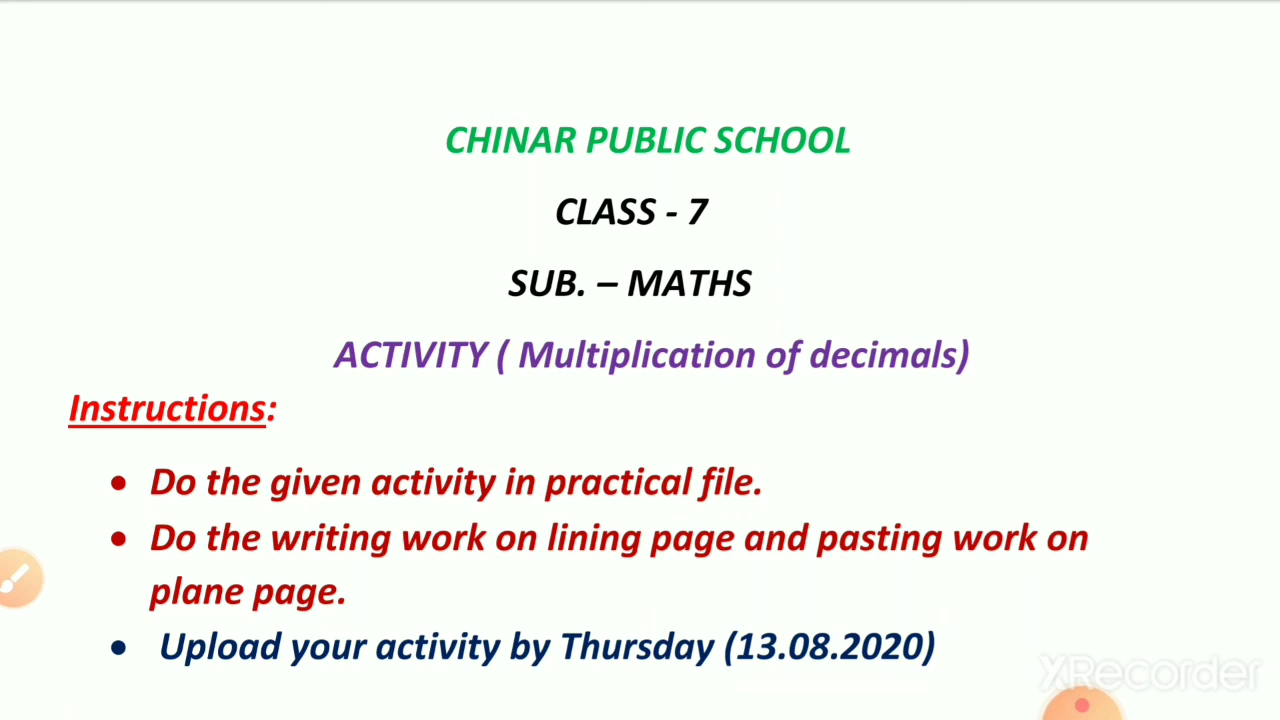 CHINAR PUBLIC SCHOOL
CLASS - 7
SUB. – MATHS
ACTIVITY ( Multiplication of decimals)
Instructions:
• Do the given activity in practical file.
• Do the writing work on lining page and pasting work on
plane page.
• Upload your activity by Thursday (13.08.2020)
XRecorder